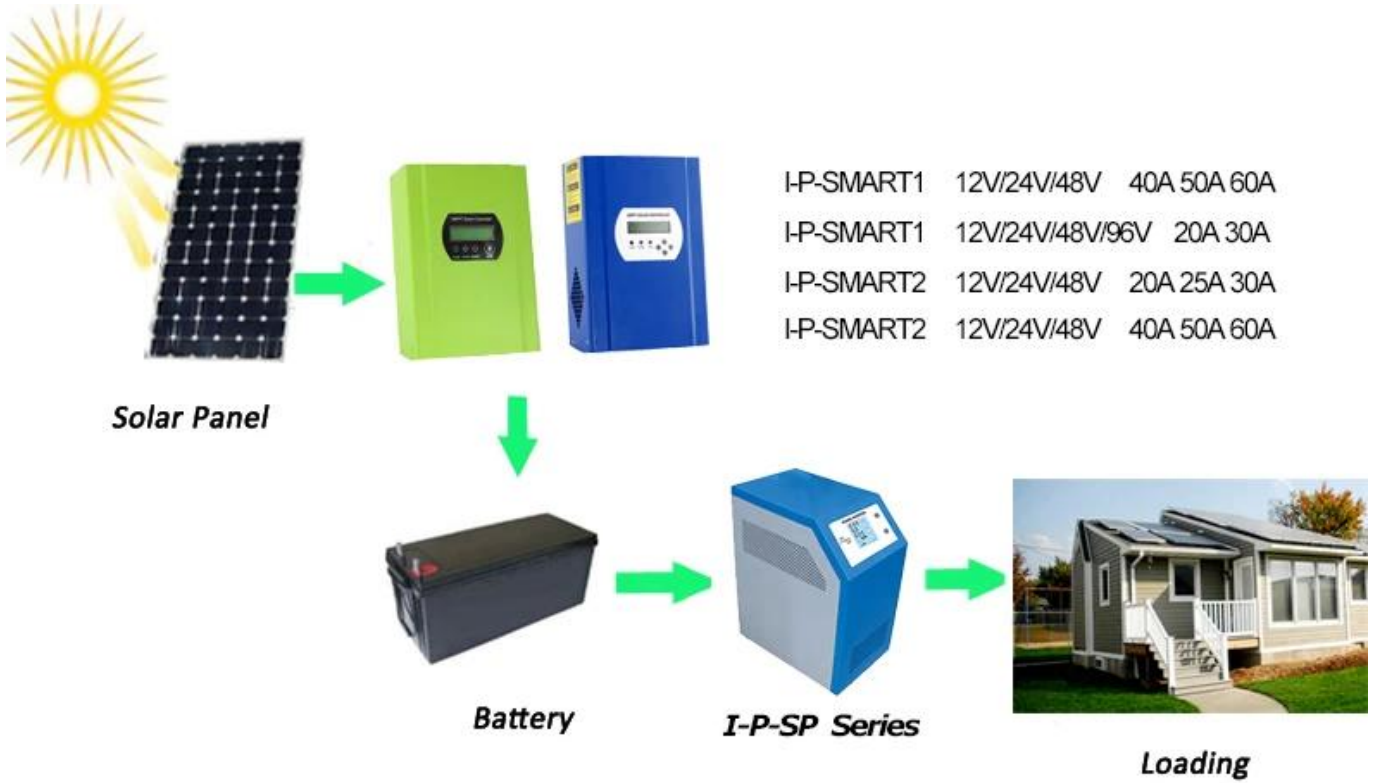 I-P-SMART1 12V/24V/48V 40A 50A 60A
I-P-SMART1 12V/24V/48V/96V 20A 30A
I-P-SMART2 12V/24V/48V 20A 25A 30A
I-P-SMART2 12V/24V/48V 40A 50A 60A
Solar Panel
Battery
I-P-SP Series
Loading